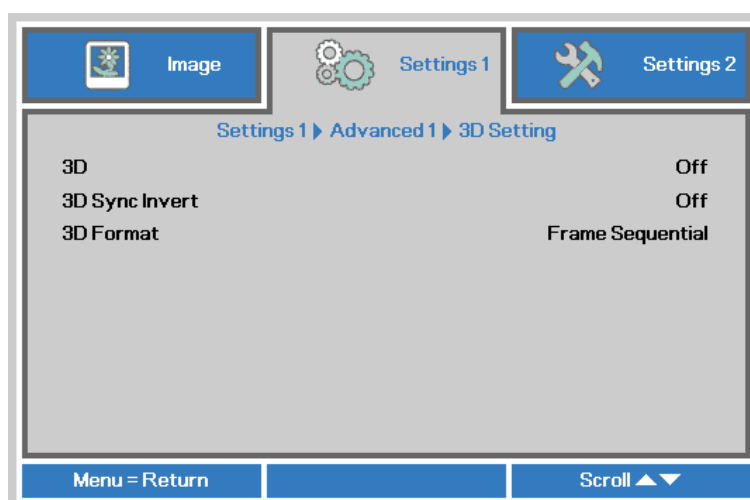 Image
Settings 1
Settings 2
Settings 1 ▶ Advanced 1 ▶ 3D Setting
3D Off
3D Sync Invert Off
3D Format Frame Sequential
Menu = Return
Scroll ▲▼